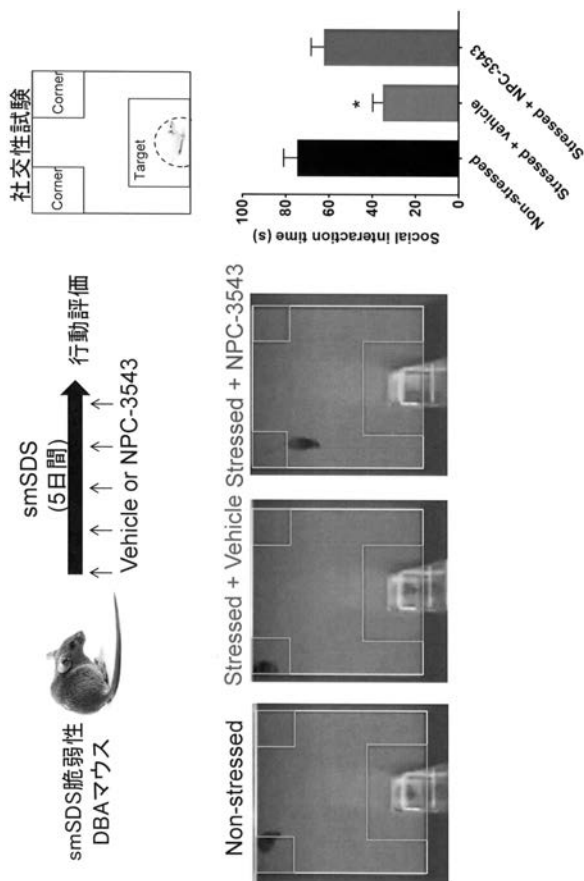 smSDS脆弱性
DBAマウス
smSDS
(5日間)
行動評価
Vehicle or NPC-3543
社交性試験
Corner
Corner
Target
Non-stressed
Stressed + Vehicle
Stressed + NPC-3543
Social interaction time (s)
100
80
60
40
20
0
*
Non-stressed
Stressed + vehicle
Stressed + NPC-3543